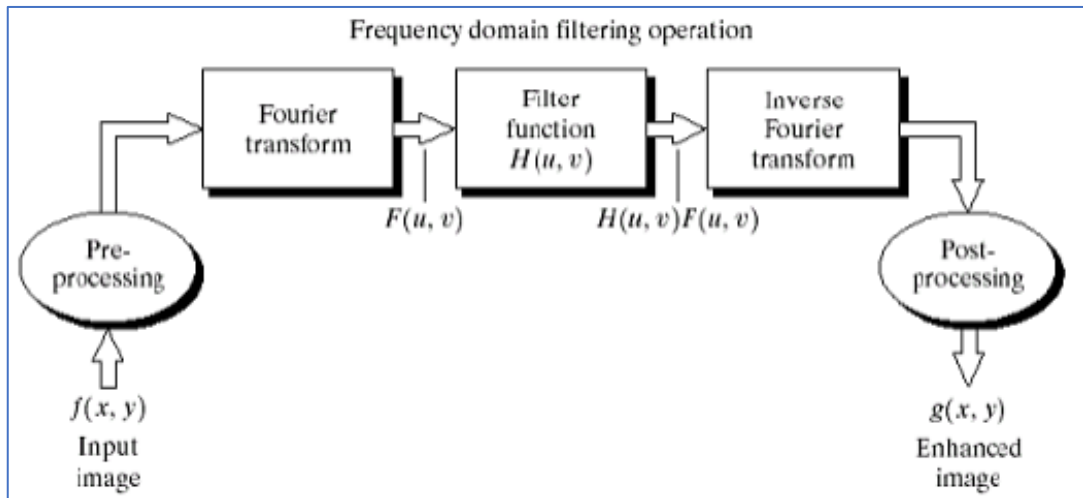 Frequency domain filtering operation
Fourier
transform
Filter
function
H(u, v)
Inverse
Fourier
transform
F(u, v)
H(u, v)F(u, v)
Pre-
processing
Post-
processing
f(x, y)
Input
image
g(x, y)
Enhanced
image